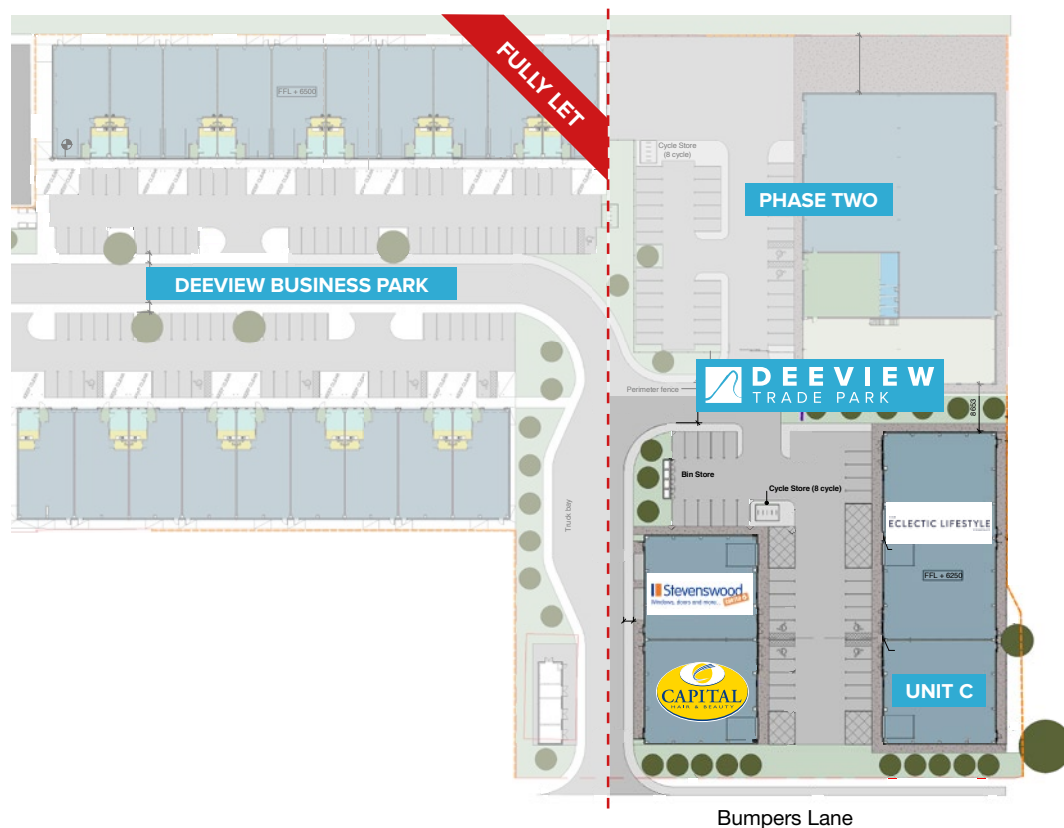 FULLY LET
FFL + 6500
Cycle Store
(8 cycle)
PHASE TWO
DEEVIEW BUSINESS PARK
DEEVIEW
TRADE PARK
Perimeter fence
8653
Bin Store
Cycle Store (8 cycle)
Truck bay
ECLECTIC LIFESTYLE
FFL + 6250
Stevenswood
Windows, doors and more...
CAPITAL
HAIR & BEAUTY
UNIT C
Bumpers Lane